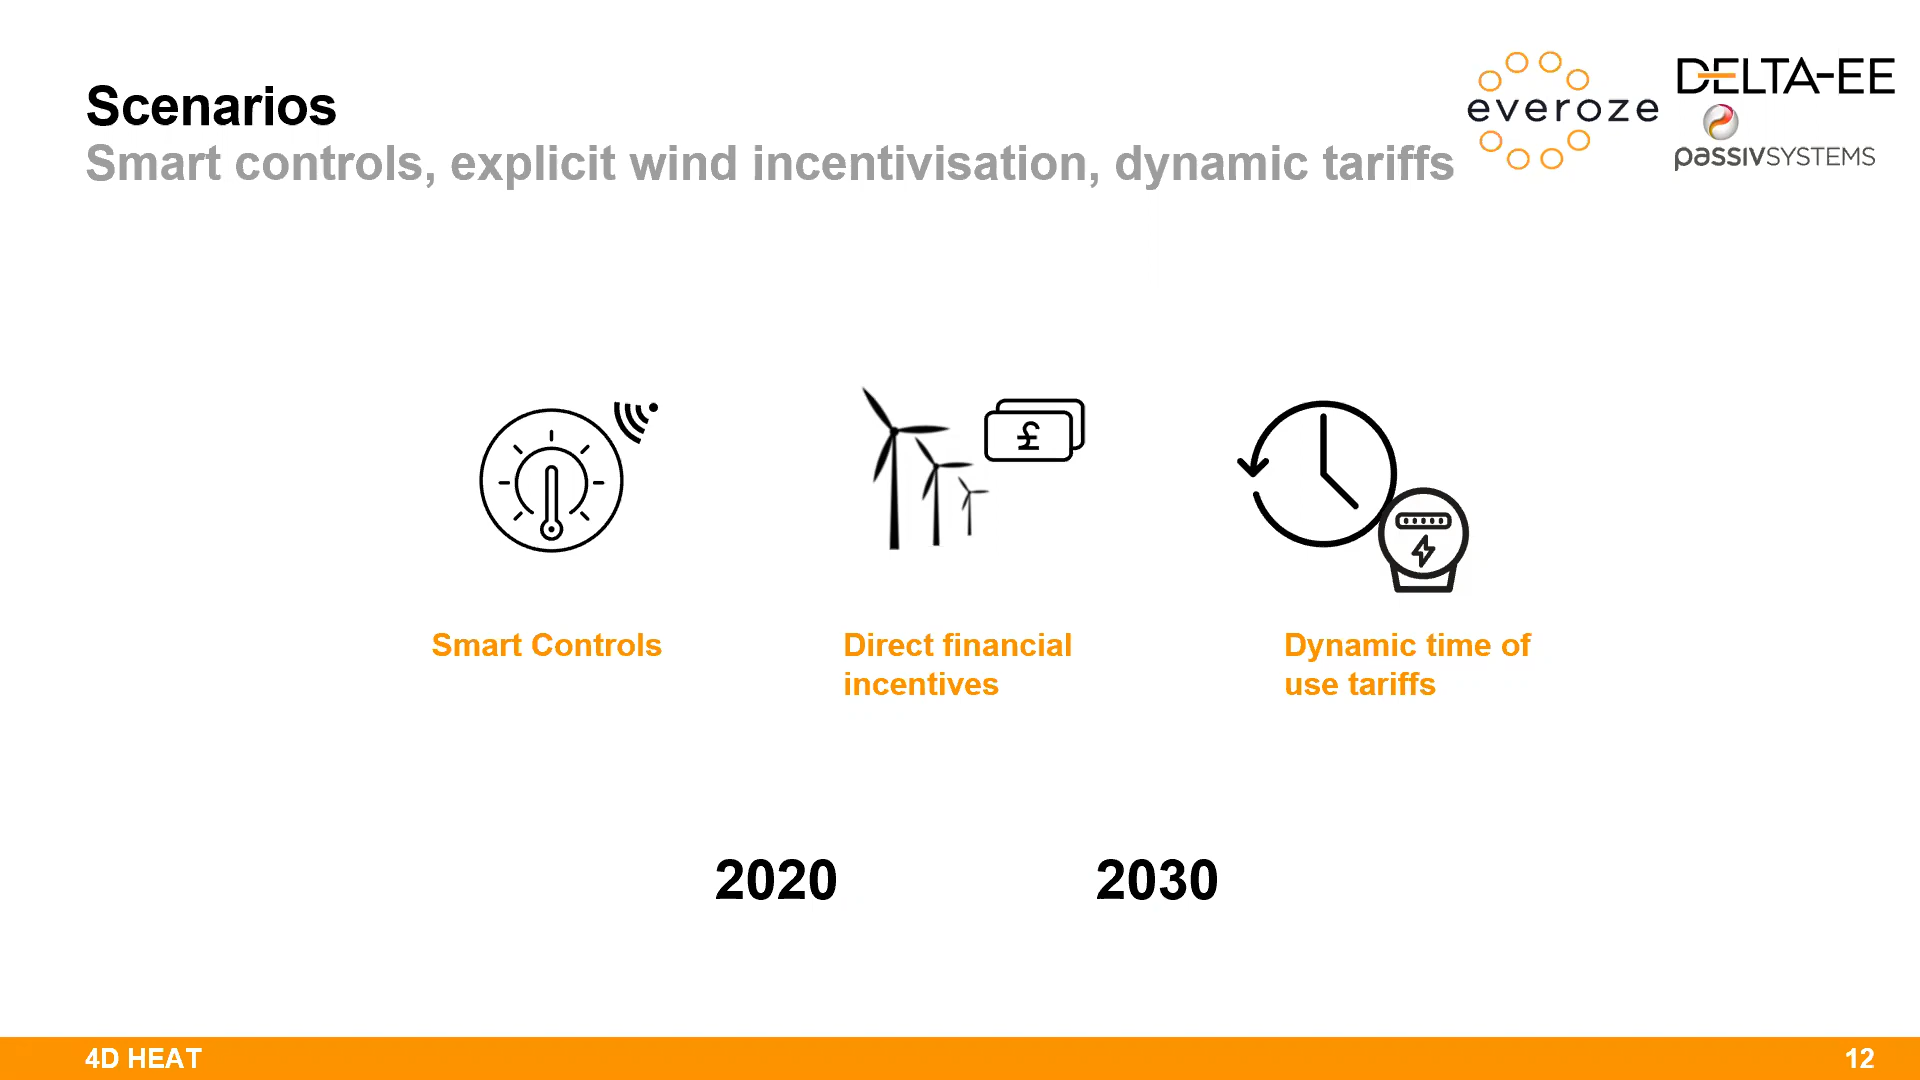 Scenarios
Smart controls, explicit wind incentivisation, dynamic tariffs
everoze
DELTA-EE
passivSYSTEMS
£
Smart Controls
Direct financial
incentives
Dynamic time of
use tariffs
2020
2030
4D HEAT
12